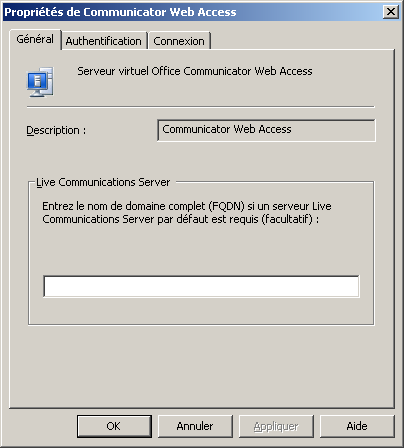 Propriétés de Communicator Web Access
Général
Authentification
Connexion
Serveur virtuel Office Communicator Web Access
Description :
Communicator Web Access
Live Communications Server
Entrez le nom de domaine complet (FQDN) si un serveur Live
Communications Server par défaut est requis (facultatif) :
OK
Annuler
Appliquer
Aide